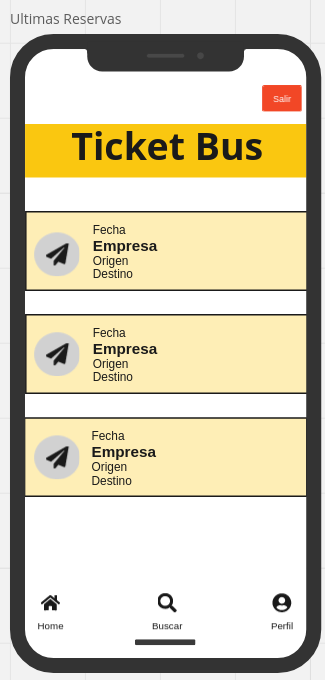 Ultimas Reservas
Salir
Ticket Bus
Fecha
Empresa
Origen
Destino
Fecha
Empresa
Origen
Destino
Fecha
Empresa
Origen
Destino
Home
Buscar
Perfil